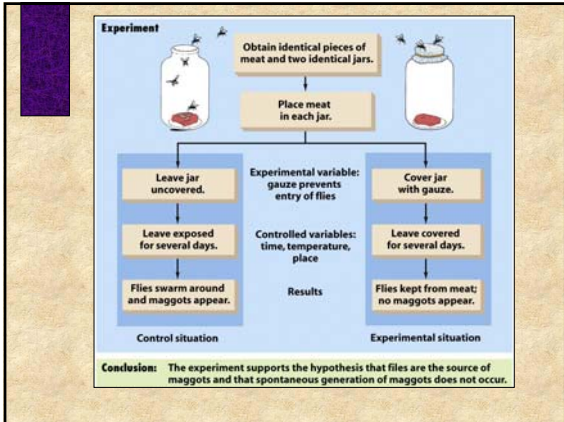 Experiment
Obtain identical pieces of
meat and two identical jars.
Place meat
in each jar.
Leave jar
uncovered.
Experimental variable:
gauze prevents
entry of flies
Cover jar
with gauze.
Leave exposed
for several days.
Controlled variables:
time, temperature,
place
Leave covered
for several days.
Flies swarm around
and maggots appear.
Results
Flies kept from meat;
no maggots appear.
Control situation
Experimental situation
Conclusion: The experiment supports the hypothesis that files are the source of
maggots and that spontaneous generation of maggots does not occur.